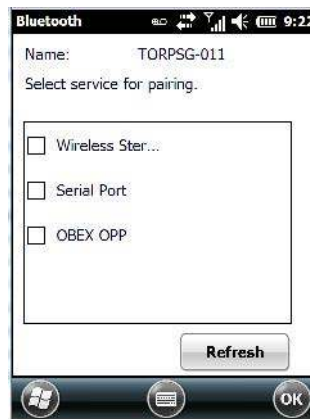 Bluetooth 9:22
Name: TORPSG-011
Select service for pairing.
Wireless Ster...
Serial Port
OBEX OPP
Refresh
OK